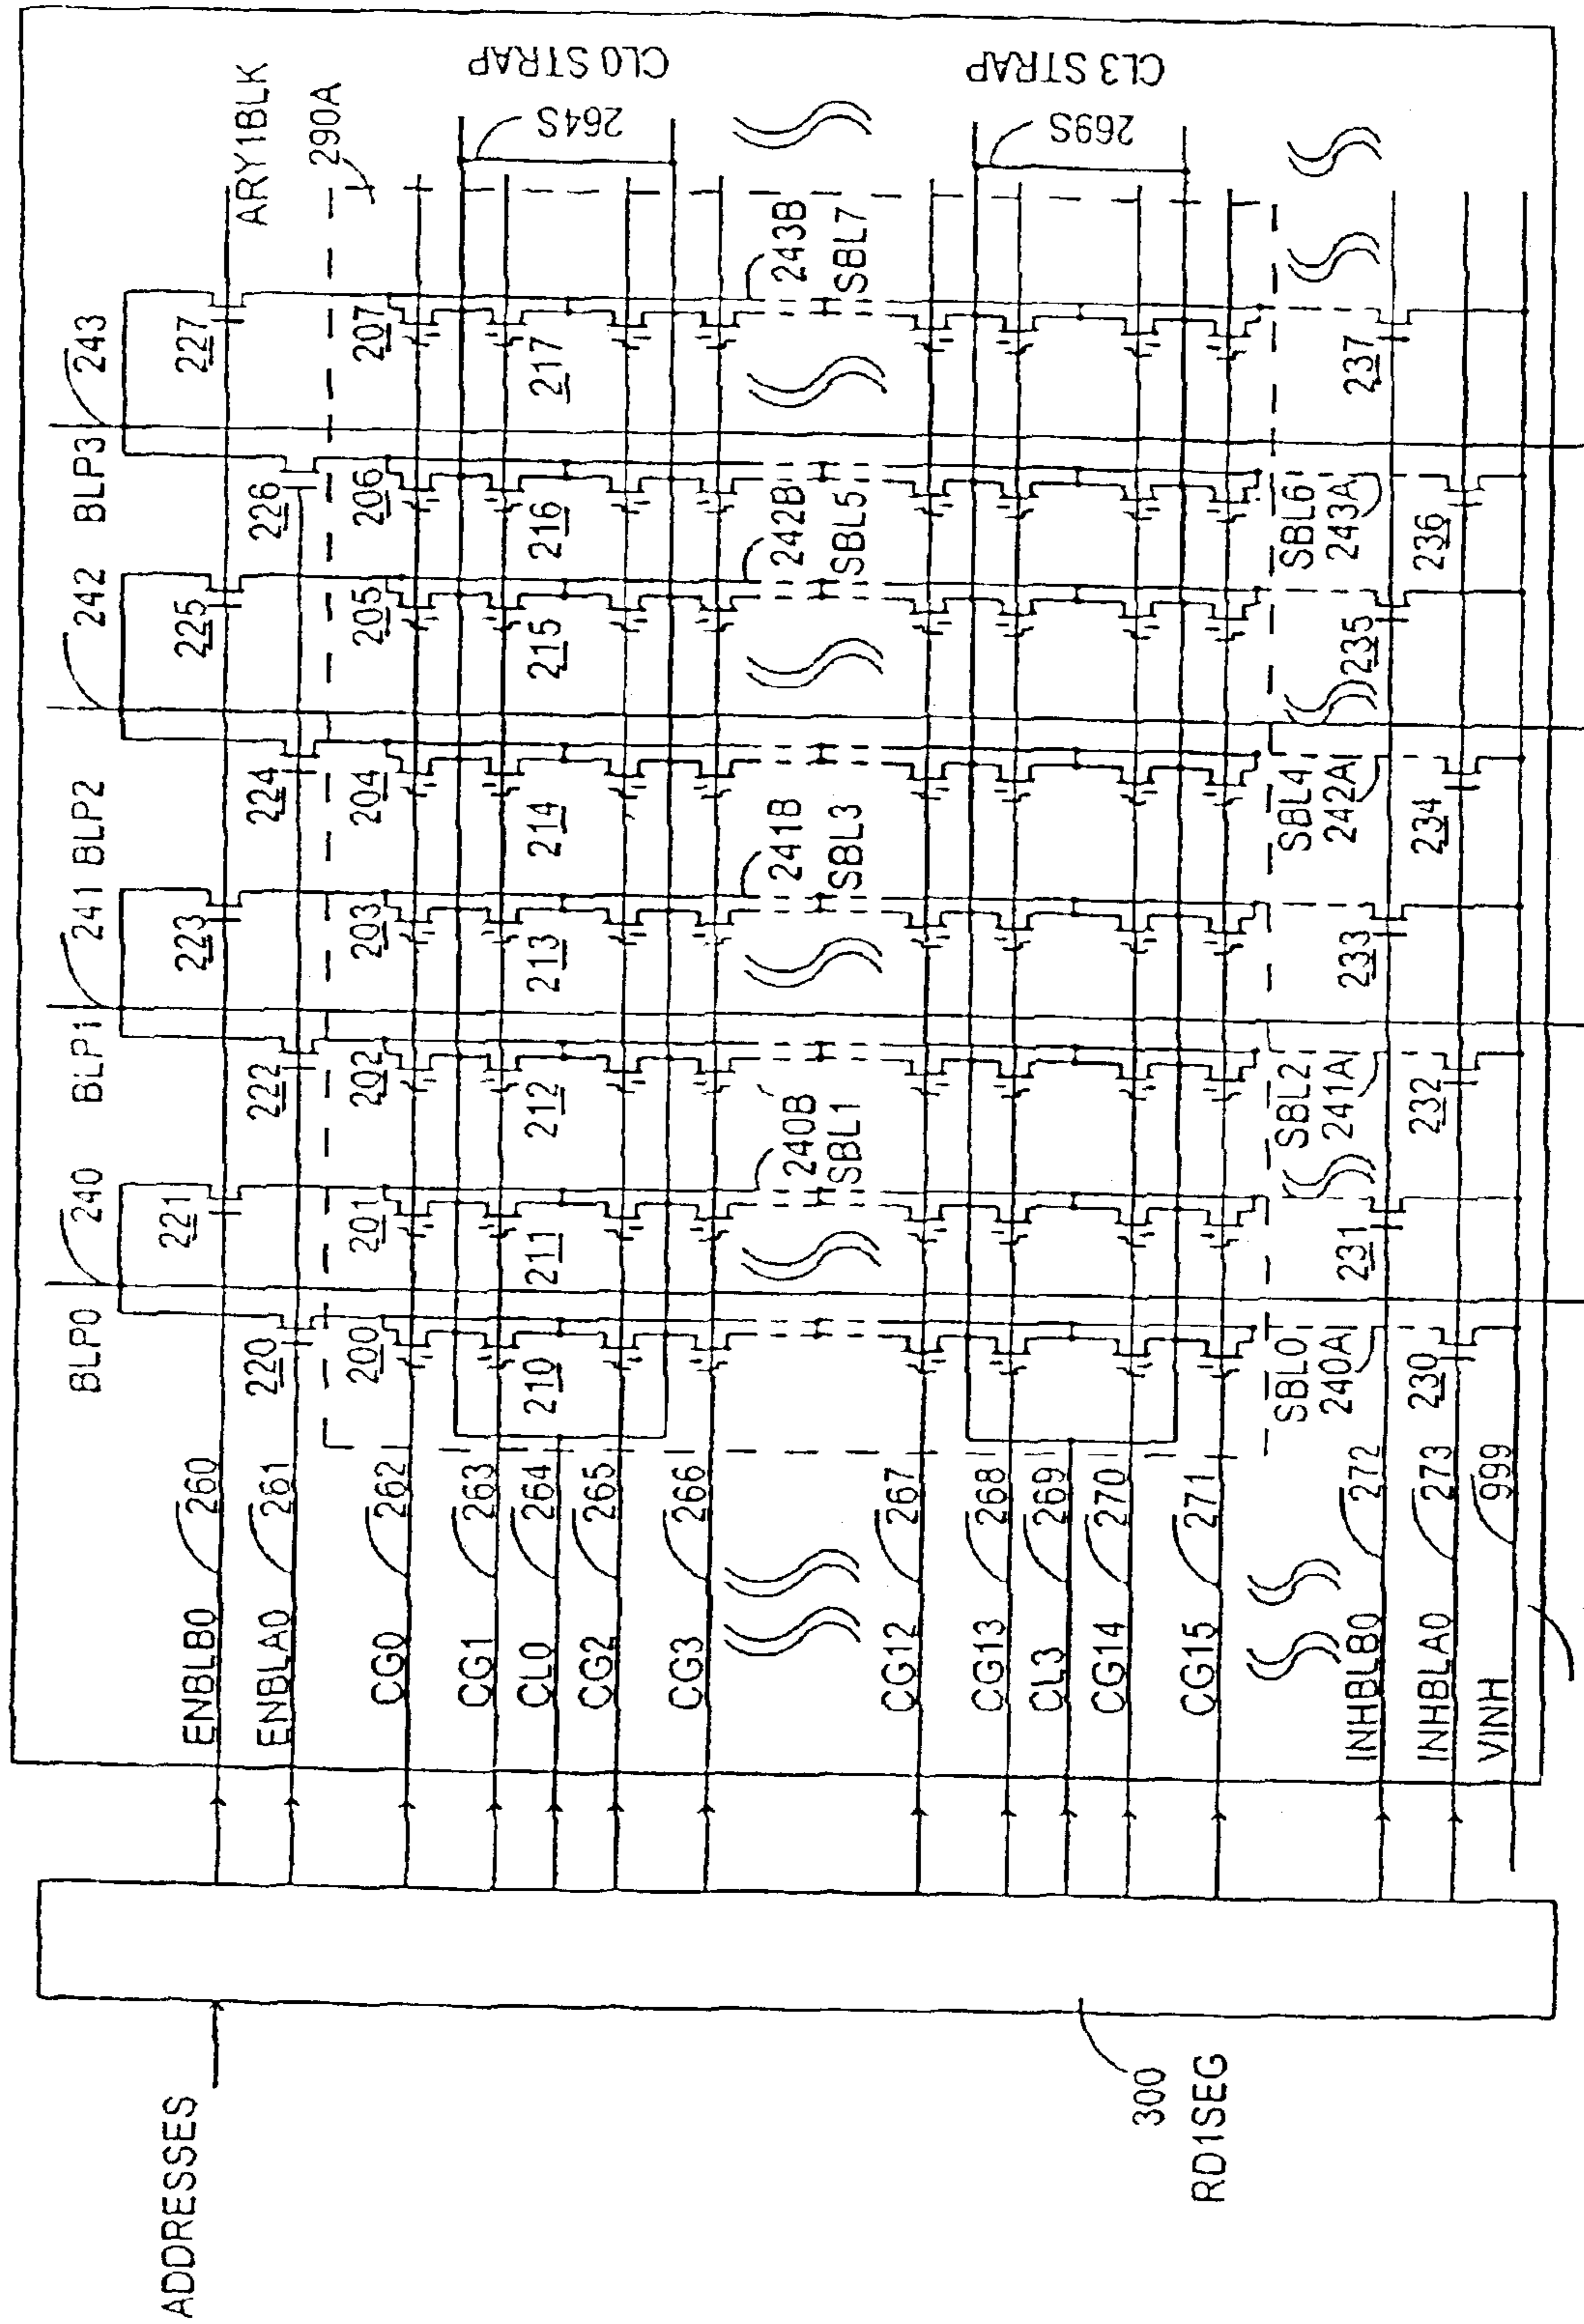 BLP0
240
BLP1
241
BLP2
242
BLP3
243
ENBLB0
260
221
223
225
227
ARY1BLK
ENBLA0
261
220
222
224
226
290A
CG0
262
200
201
202
203
204
205
206
207
CL0 STRAP
264S
CG1
263
CL0
264
210
211
212
213
214
215
216
217
CG2
265
CG3
266
240B
SBL1
241B
SBL3
242B
SBL5
243B
SBL7
CG12
267
CG13
268
CL3
269
CG14
270
CG15
271
CL3 STRAP
269S
SBL0
240A
SBL2
241A
SBL4
242A
SBL6
243A
INHBLB0
272
231
233
235
237
INHBLA0
273
230
232
234
236
VINH
999
ADDRESSES
300
RD1SEG